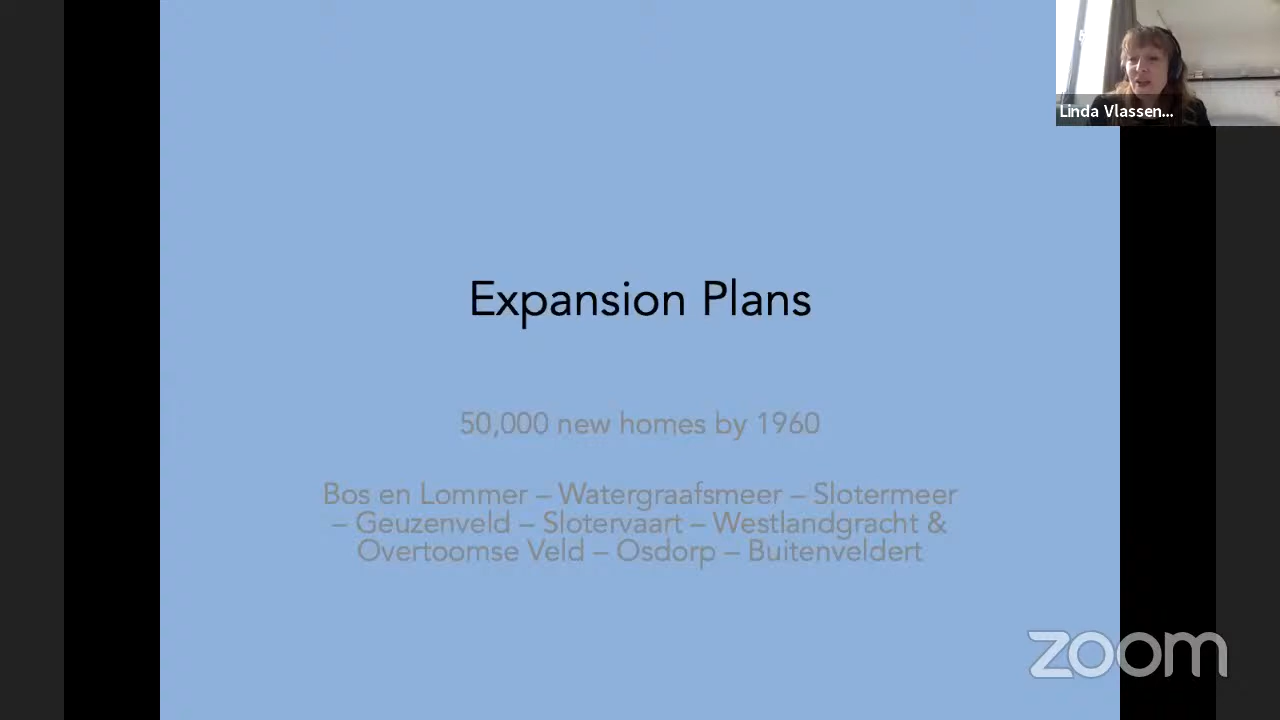 Linda Vlassen...
Expansion Plans
50,000 new homes by 1960
Bos en Lommer – Watergraafsmeer – Slotermeer
– Geuzenveld – Slotervaart – Westlandgracht &
Overtoomse Veld – Osdorp – Buitenveldert
zoom